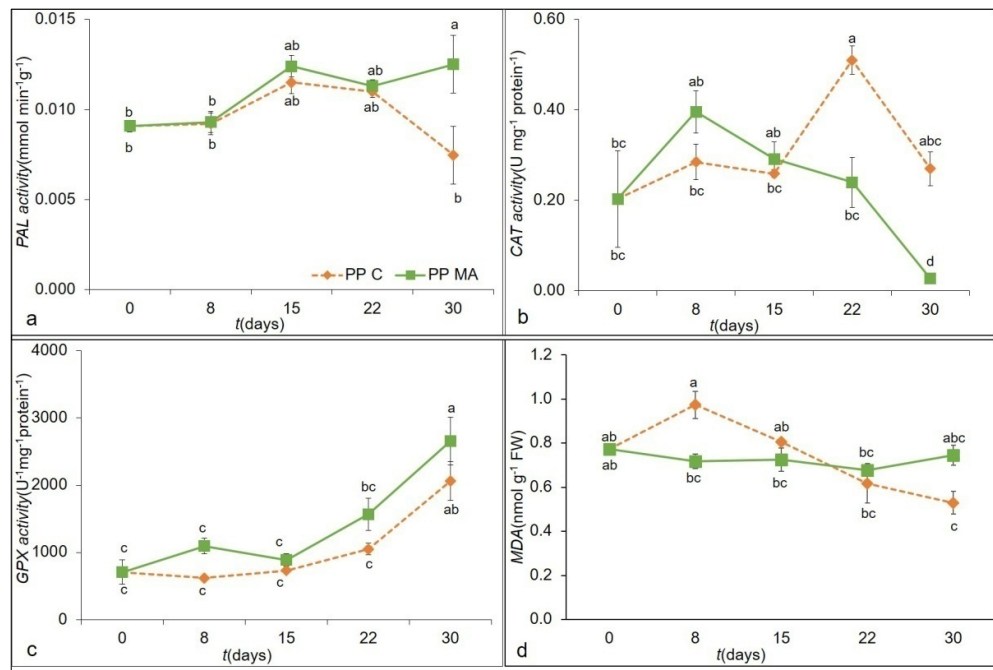 0.015
0.010
0.005
0.000
PAL activity(mmol min-1g-1)
b
b
ab
ab
a
b
b
ab
ab
b
PP C
PP MA
0 8 15 22 30
t(days)
a
0.60
0.40
0.20
0.00
CAT activity(U mg-1 protein-1)
bc
ab
ab
a
abc
bc
bc
bc
bc
d
0 8 15 22 30
t(days)
b
4000
3000
2000
1000
0
GPX activity(U-1mg-1protein-1)
c
c
c
bc
a
c
c
c
c
ab
0 8 15 22 30
t(days)
c
1.2
1.0
0.8
0.6
0.4
0.2
0.0
MDA(nmol g-1 FW)
ab
a
ab
bc
abc
ab
bc
bc
bc
c
0 8 15 22 30
t(days)
d